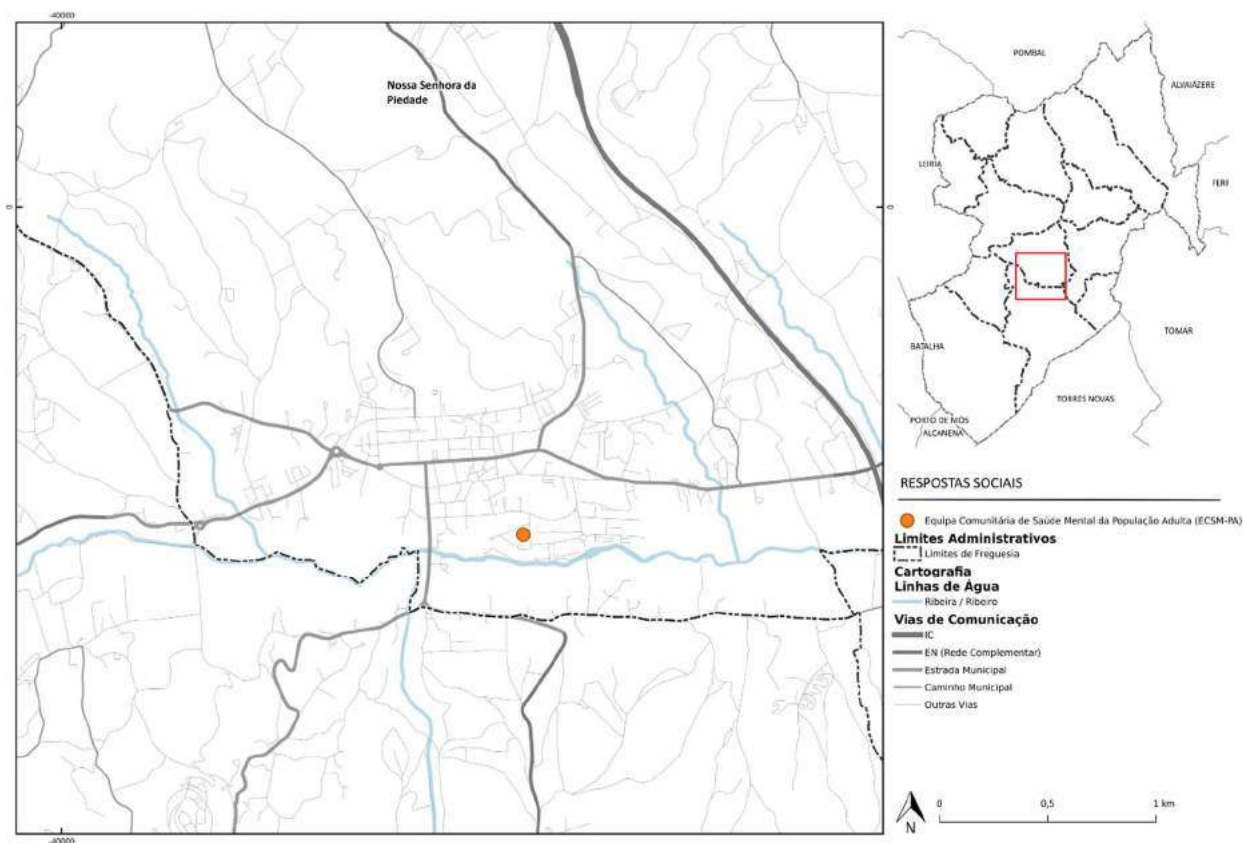 -40000
Nossa Senhora da
Piedade
0
0
-40000
POMBAL
ALVAIÁZERE
LEIRIA
FERR
TOMAR
BATALHA
TORRES NOVAS
PORTO DE MÓS
ALCANENA
RESPOSTAS SOCIAIS
Equipa Comunitária de Saúde Mental da População Adulta (ECSM-PA)
Limites Administrativos
Limites de Freguesia
Cartografia
Linhas de Água
Ribeira / Ribeiro
Vias de Comunicação
IC
EN (Rede Complementar)
Estrada Municipal
Caminho Municipal
Outras Vias
N
0
0,5
1 km